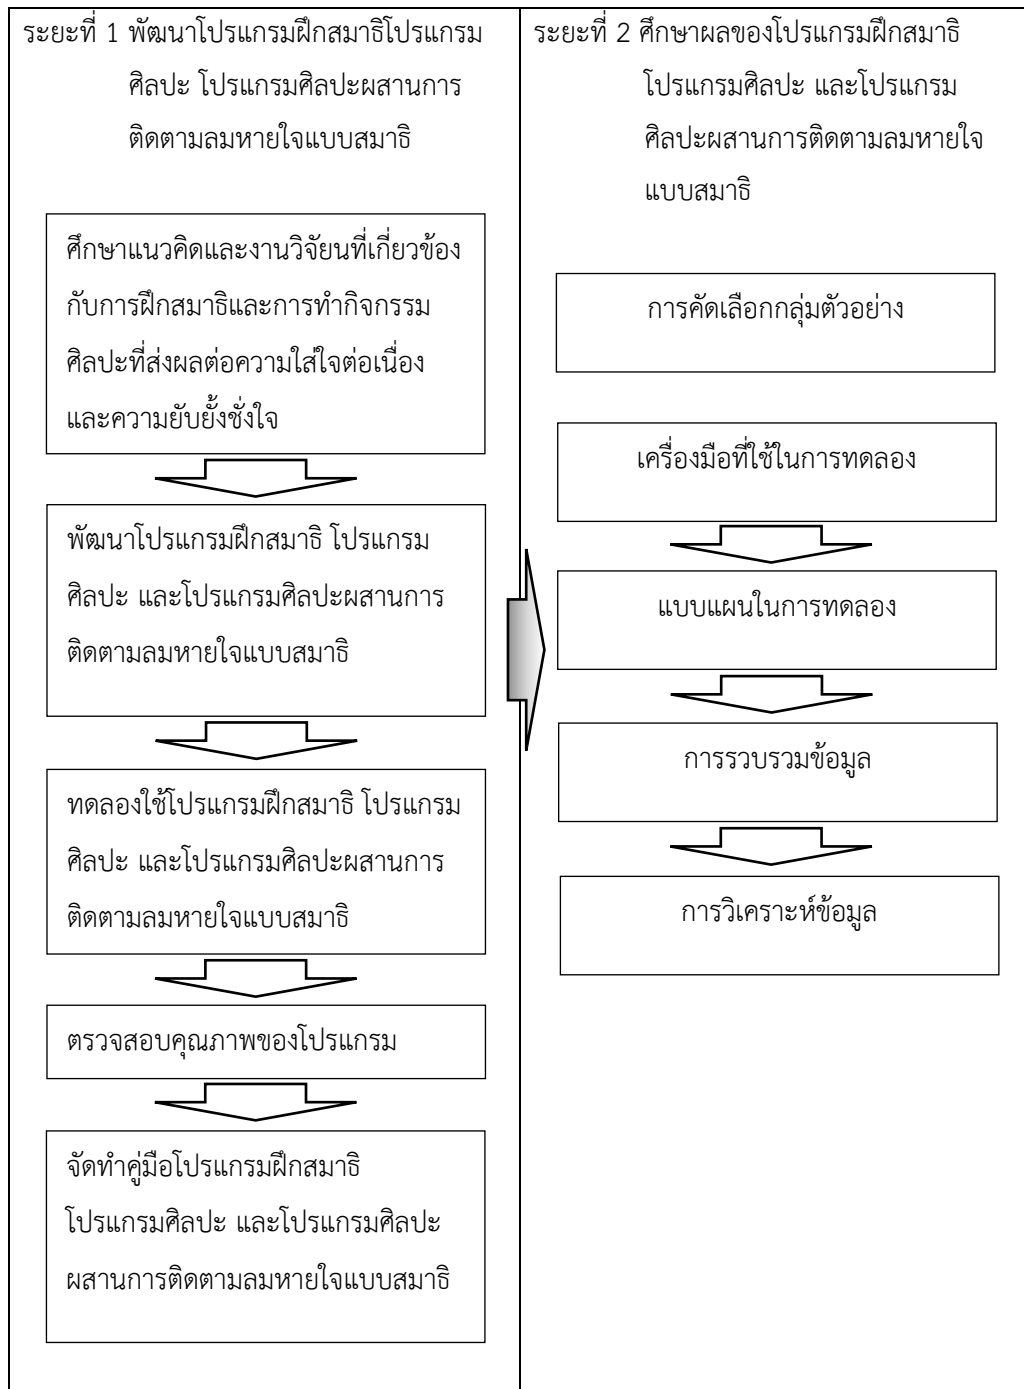 ระยะที่ 1 พัฒนาโปรแกรมฝึกสมาธิโปรแกรม
ศิลปะ โปรแกรมศิลปะผสานการ
ติดตามลมหายใจแบบสมาธิ
ศึกษาแนวคิดและงานวิจัยนที่เกี่ยวข้อง
กับการฝึกสมาธิและการทำกิจกรรม
ศิลปะที่ส่งผลต่อความใส่ใจต่อเนื่อง
และความยับยั้งชั่งใจ
พัฒนาโปรแกรมฝึกสมาธิ โปรแกรม
ศิลปะ และโปรแกรมศิลปะผสานการ
ติดตามลมหายใจแบบสมาธิ
ทดลองใช้โปรแกรมฝึกสมาธิ โปรแกรม
ศิลปะ และโปรแกรมศิลปะผสานการ
ติดตามลมหายใจแบบสมาธิ
ตรวจสอบคุณภาพของโปรแกรม
จัดทำคู่มือโปรแกรมฝึกสมาธิ
โปรแกรมศิลปะ และโปรแกรมศิลปะ
ผสานการติดตามลมหายใจแบบสมาธิ
ระยะที่ 2 ศึกษาผลของโปรแกรมฝึกสมาธิ
โปรแกรมศิลปะ และโปรแกรม
ศิลปะผสานการติดตามลมหายใจ
แบบสมาธิ
การคัดเลือกกลุ่มตัวอย่าง
เครื่องมือที่ใช้ในการทดลอง
แบบแผนในการทดลอง
การรวบรวมข้อมูล
การวิเคราะห์ข้อมูล